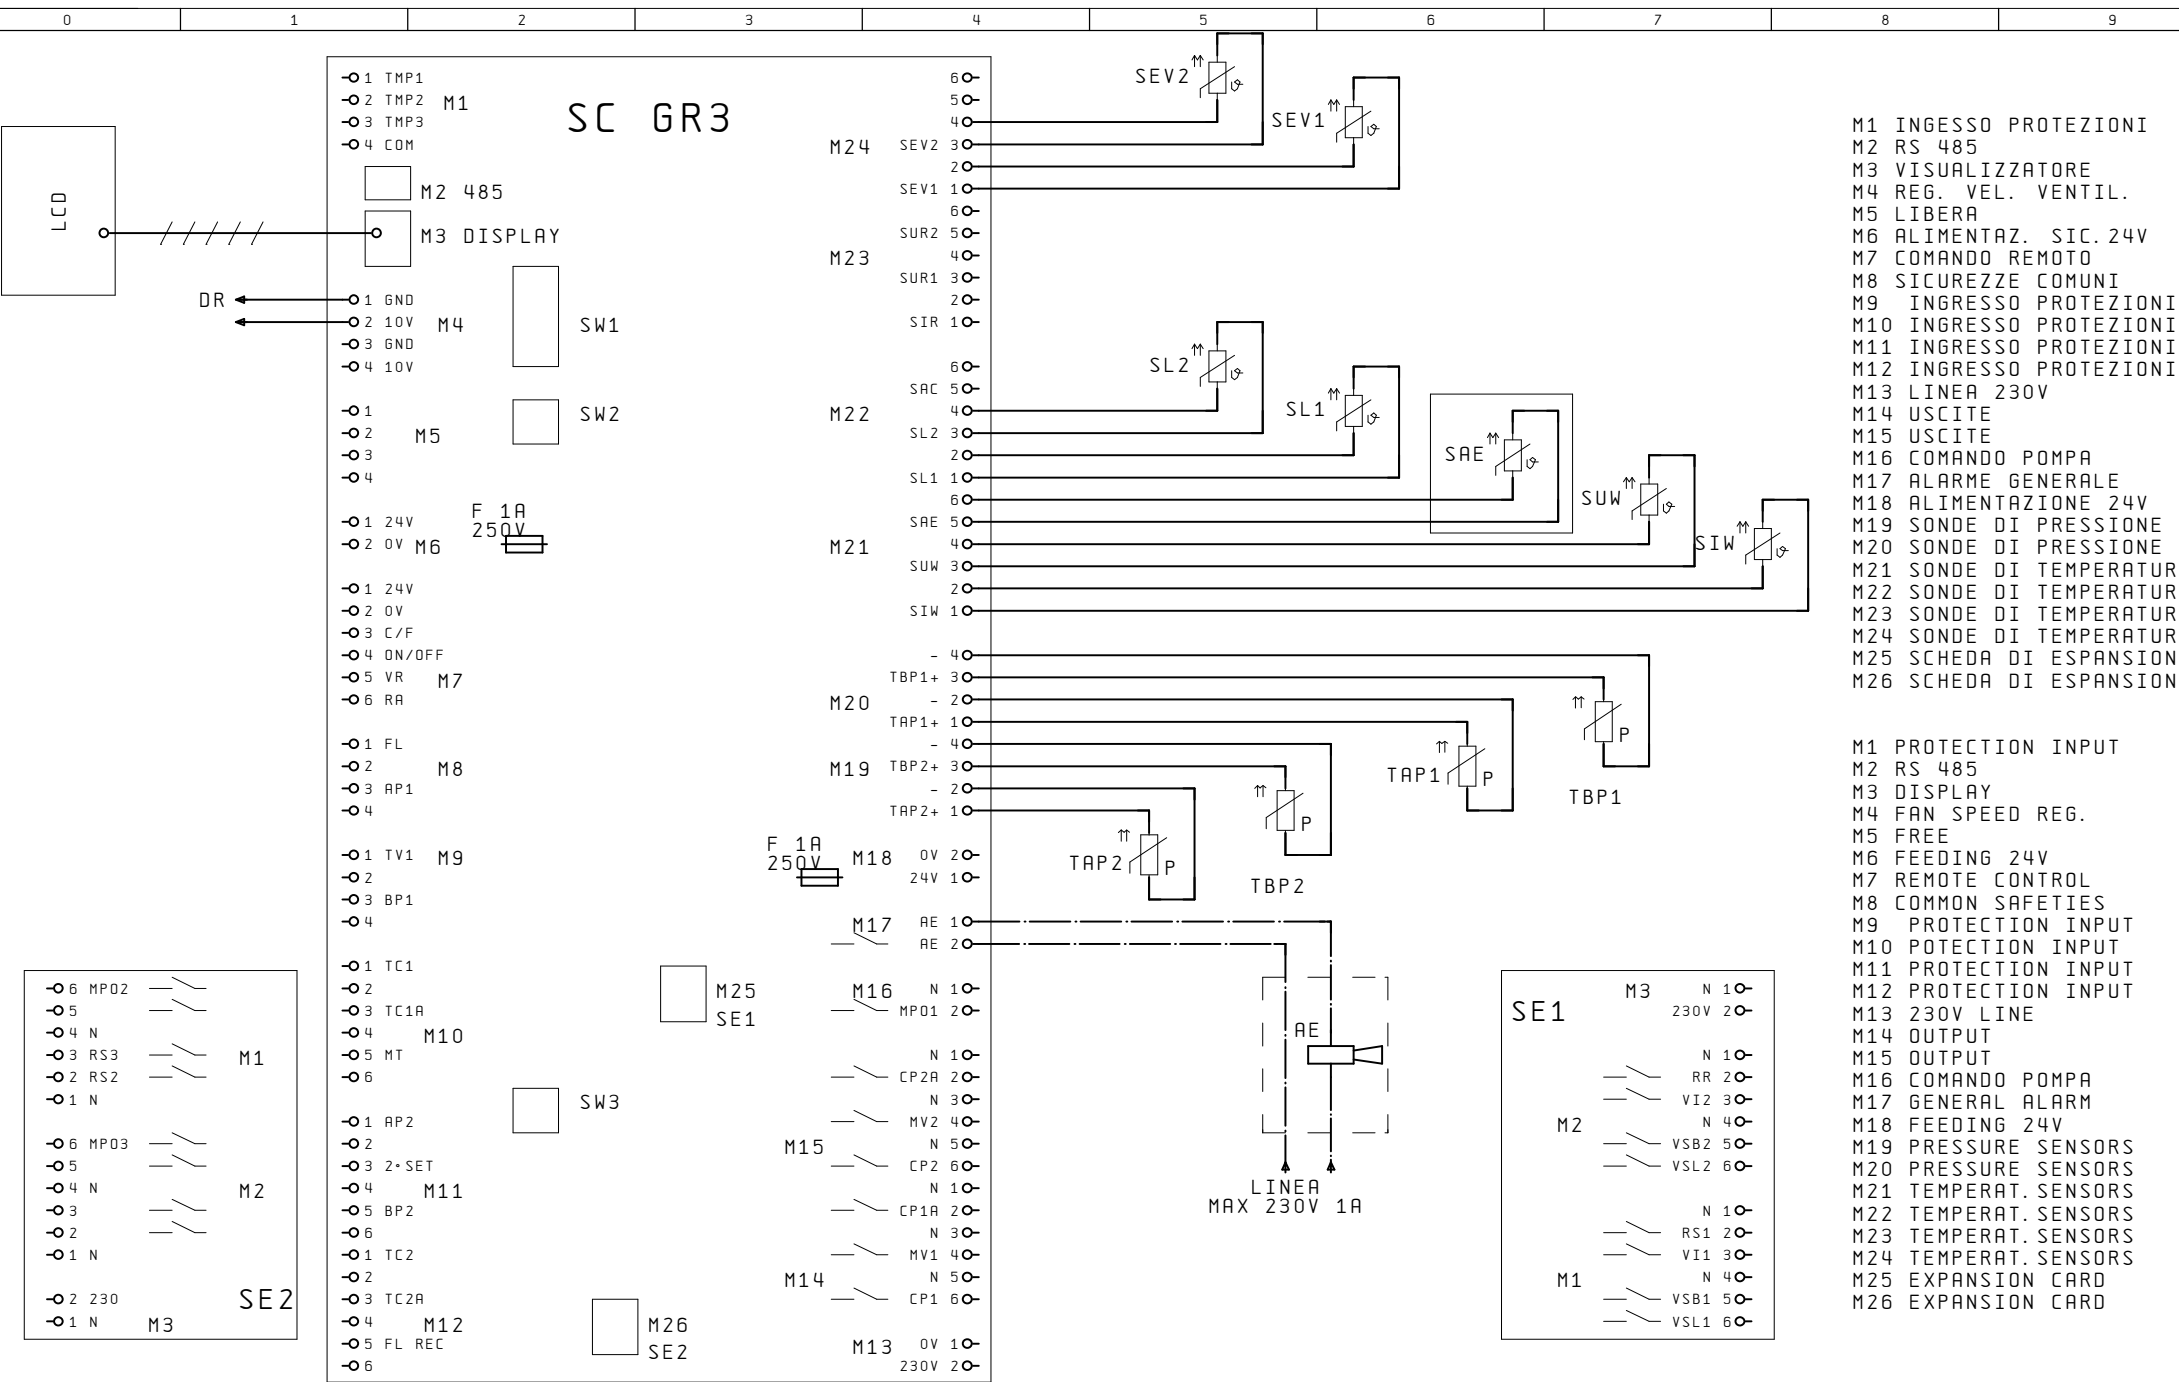 0 1 2 3 4 5 6 7 8 9
SC GR3
LCD
DR
1 TMP1
2 TMP2
3 TMP3
4 COM
M1
M2 485
M3 DISPLAY
1 GND
2 10V
3 GND
4 10V
M4
SW1
1
2
3
4
M5
SW2
1 24V
2 0V
M6
F 1A
250V
1 24V
2 0V
3 C/F
4 ON/OFF
5 VR
6 RA
M7
1 FL
2
3 AP1
4
M8
1 TV1
2
3 BP1
4
M9
1 TC1
2
3 TC1A
4
5 MT
6
M10
1 AP2
2
3 2°SET
4
5 BP2
6
M11
1 TC2
2
3 TC2A
4
5 FL REC
6
M12
M25
SE1
SW3
M26
SE2
M24
6
5
4
SEV2 3
2
SEV1 1
M23
6
SUR2 5
4
SUR1 3
2
SIR 1
M22
6
SAC 5
4
SL2 3
2
SL1 1
M21
6
SAE 5
4
SUW 3
2
SIW 1
M20
- 4
TBP1+ 3
- 2
TAP1+ 1
M19
- 4
TBP2+ 3
- 2
TAP2+ 1
F 1A
250V
M18
0V 2
24V 1
M17
AE 1
AE 2
M16
N 1
MPO1 2
M15
N 1
CP2A 2
N 3
MV2 4
N 5
CP2 6
M14
N 1
CP1A 2
N 3
MV1 4
N 5
CP1 6
M13
0V 1
230V 2
SEV2
SEV1
SL2
SL1
SAE
SUW
SIW
TBP1
P
TAP1
P
TBP2
P
TAP2
P
AE
LINEA
MAX 230V 1A
6 MPO2
5
4 N
3 RS3
2 RS2
1 N
M1
6 MPO3
5
4 N
3
2
1 N
M2
2 230
1 N
M3
SE2
SE1
M3
N 1
230V 2
M2
N 1
RR 2
VI2 3
N 4
VSB2 5
VSL2 6
M1
N 1
RS1 2
VI1 3
N 4
VSB1 5
VSL1 6
M1 INGESSO PROTEZIONI
M2 RS 485
M3 VISUALIZZATORE
M4 REG. VEL. VENTIL.
M5 LIBERA
M6 ALIMENTAZ. SIC.24V
M7 COMANDO REMOTO
M8 SICUREZZE COMUNI
M9 INGRESSO PROTEZIONI
M10 INGRESSO PROTEZIONI
M11 INGRESSO PROTEZIONI
M12 INGRESSO PROTEZIONI
M13 LINEA 230V
M14 USCITE
M15 USCITE
M16 COMANDO POMPA
M17 ALARME GENERALE
M18 ALIMENTAZIONE 24V
M19 SONDE DI PRESSIONE
M20 SONDE DI PRESSIONE
M21 SONDE DI TEMPERATUR
M22 SONDE DI TEMPERATUR
M23 SONDE DI TEMPERATUR
M24 SONDE DI TEMPERATUR
M25 SCHEDA DI ESPANSION
M26 SCHEDA DI ESPANSION
M1 PROTECTION INPUT
M2 RS 485
M3 DISPLAY
M4 FAN SPEED REG.
M5 FREE
M6 FEEDING 24V
M7 REMOTE CONTROL
M8 COMMON SAFETIES
M9 PROTECTION INPUT
M10 POTECTION INPUT
M11 PROTECTION INPUT
M12 PROTECTION INPUT
M13 230V LINE
M14 OUTPUT
M15 OUTPUT
M16 COMANDO POMPA
M17 GENERAL ALARM
M18 FEEDING 24V
M19 PRESSURE SENSORS
M20 PRESSURE SENSORS
M21 TEMPERAT.SENSORS
M22 TEMPERAT.SENSORS
M23 TEMPERAT.SENSORS
M24 TEMPERAT.SENSORS
M25 EXPANSION CARD
M26 EXPANSION CARD